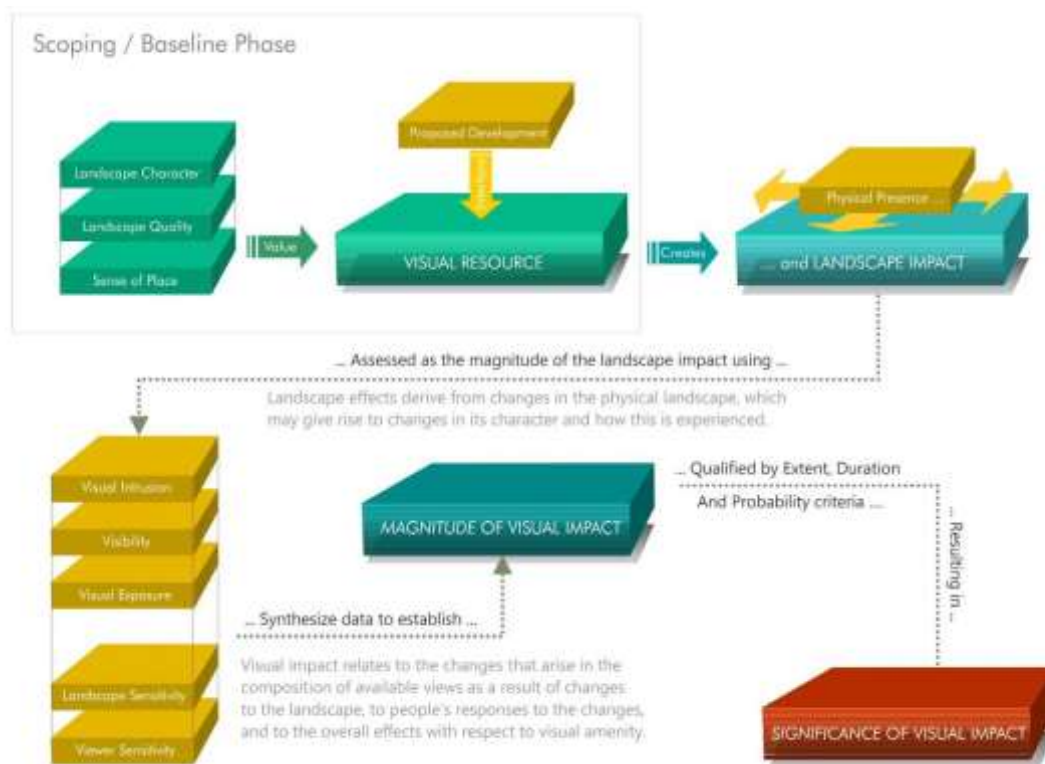 Scoping / Baseline Phase
Proposed Development
Landscape Character
Landscape Quality
Sense of Place
Value
VISUAL RESOURCE
Creates
Physical Presence ...
.... and LANDSCAPE IMPACT
... Assessed as the magnitude of the landscape impact using ...
Landscape effects derive from changes in the physical landscape, which
may give rise to changes in its character and how this is experienced.
Visual Intrusion
Visibility
Visual Exposure
Landscape Sensitivity
Viewer Sensitivity
MAGNITUDE OF VISUAL IMPACT
... Qualified by Extent, Duration
And Probability criteria ....
... Resulting in ...
... Synthesize data to establish ...
Visual impact relates to the changes that arise in the
composition of available views as a result of changes
to the landscape, to people's responses to the changes,
and to the overall effects with respect to visual amenity.
SIGNIFICANCE OF VISUAL IMPACT